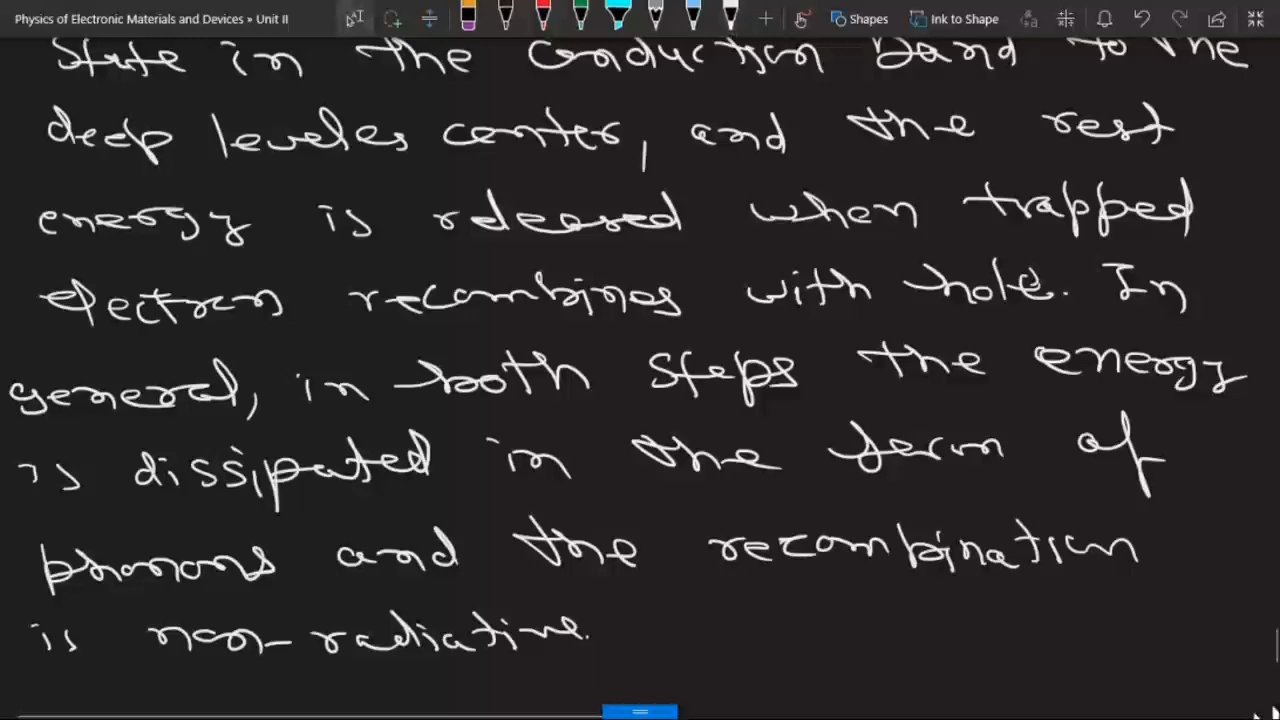 Physics of Electronic Materials and Devices » Unit II
Shapes
Ink to Shape
state in the conduction band to the
deep leveles center, and the rest
energy is released when trapped
electron recombines with hole. In
general, in both steps the energy
is dissipated in the form of
phonons and the recombination
is non-radiative.